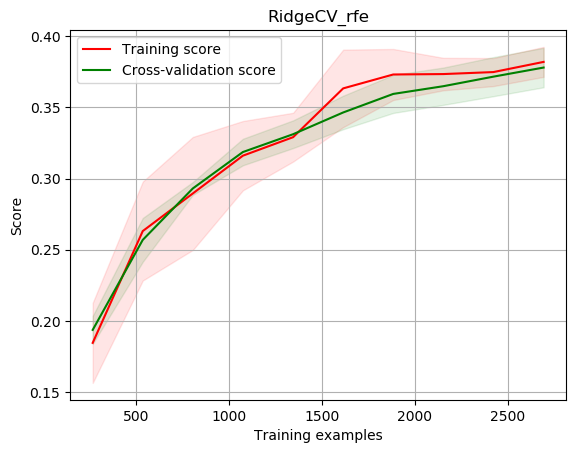 RidgeCV_rfe
Training score
Cross-validation score
0.40
0.35
0.30
0.25
0.20
0.15
Score
500
1000
1500
2000
2500
Training examples